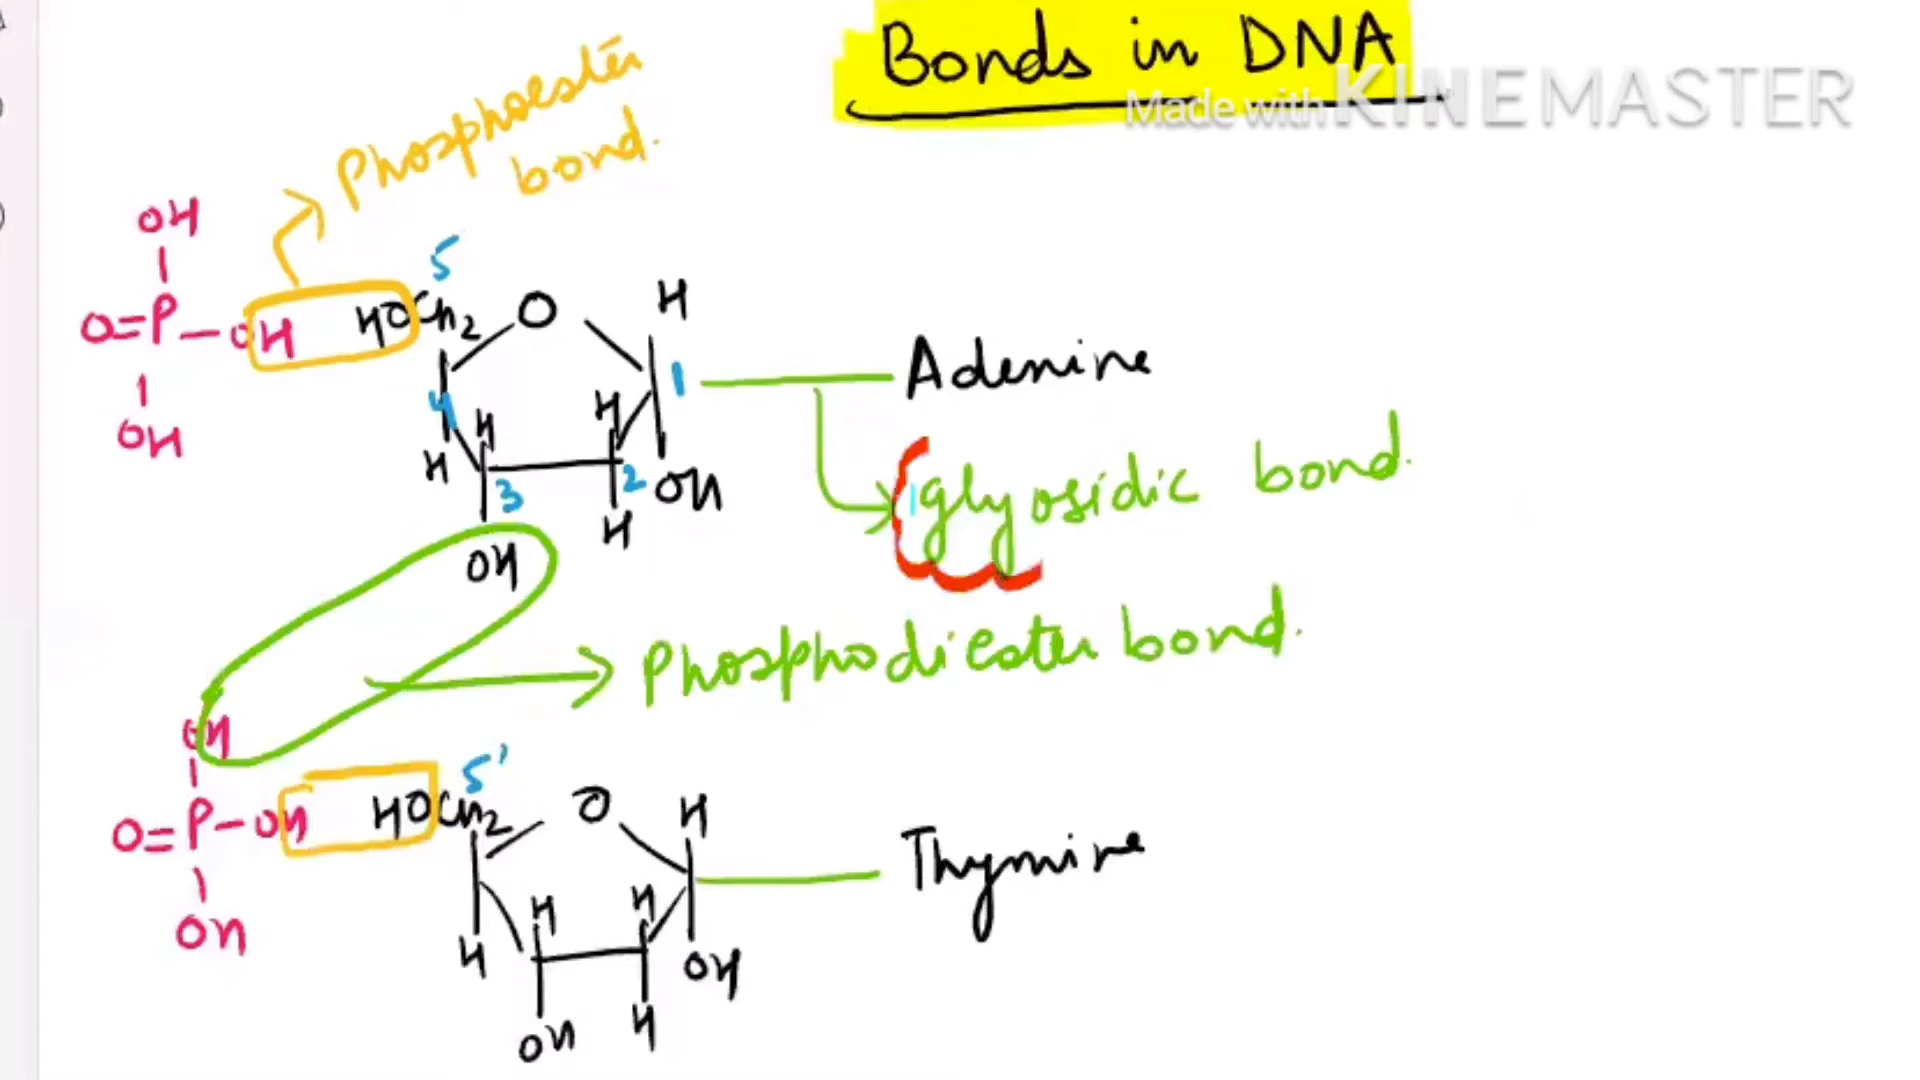 Bonds in DNA
Made with KINEMASTER
Phosphoester
bond.
OH
5
O=P-OH HOCH2 O H
1 Adenine
4
OH
H H H
3 2 OH
glyosidic bond.
H
OH
Phosphodiester bond.
OH
5'
O=P-OH HOCH2 O H
Thymine
OH
H H H
OH
OH H